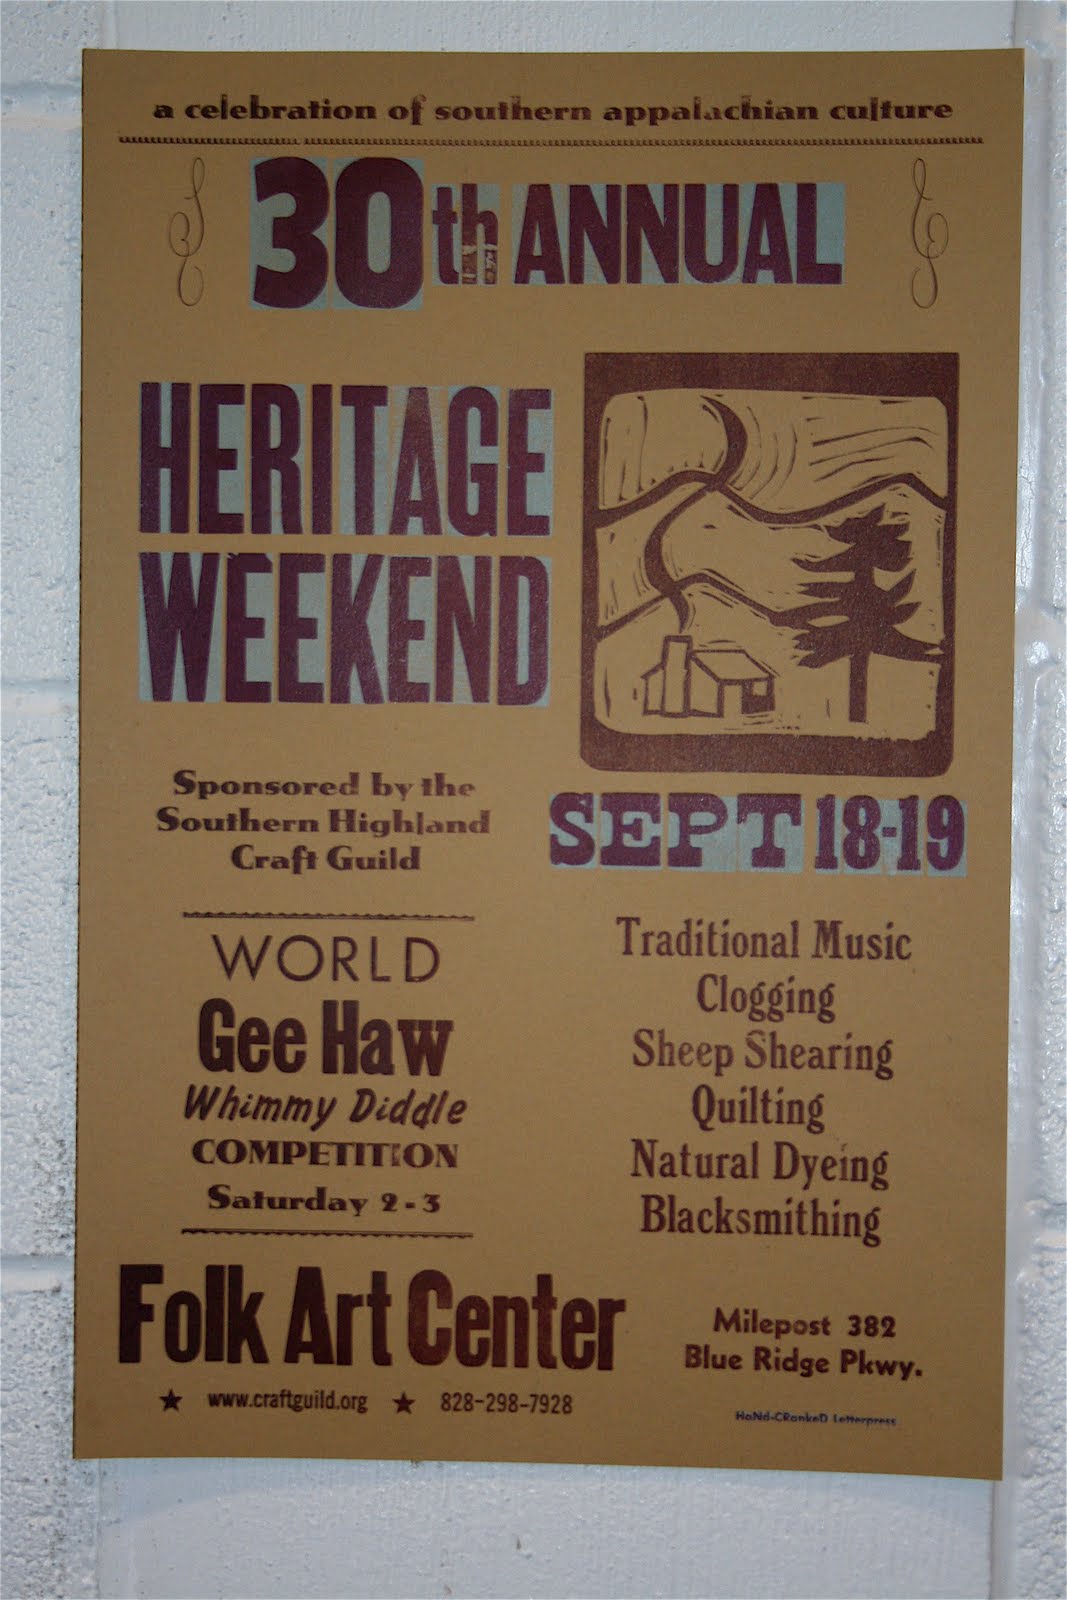 a celebration of southern appalachian culture
30th ANNUAL
HERITAGE
WEEKEND
Sponsored by the
Southern Highland
Craft Guild
SEPT 18-19
WORLD
Gee Haw
Whimmy Diddle
COMPETITION
Saturday 2-3
Traditional Music
Clogging
Sheep Shearing
Quilting
Natural Dyeing
Blacksmithing
Folk Art Center
★ www.craftguild.org ★ 828-298-7928
Milepost 382
Blue Ridge Pkwy.
HaNd-CRankeD Letterpress